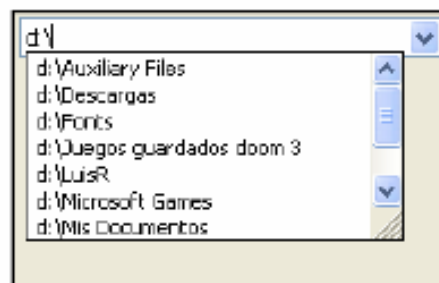 d:\
d:\Auxiliary Files
d:\Descargas
d:\Fonts
d:\Juegos guardados doom 3
d:\LuisR
d:\Microsoft Games
d:\Mis Documentos